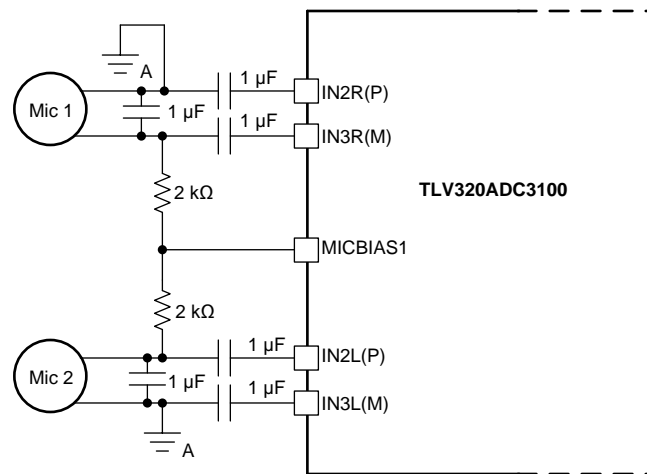 A
1 µF
IN2R(P)
Mic 1
1 µF
1 µF
IN3R(M)
2 kΩ
TLV320ADC3100
MICBIAS1
2 kΩ
1 µF
IN2L(P)
Mic 2
1 µF
1 µF
IN3L(M)
A